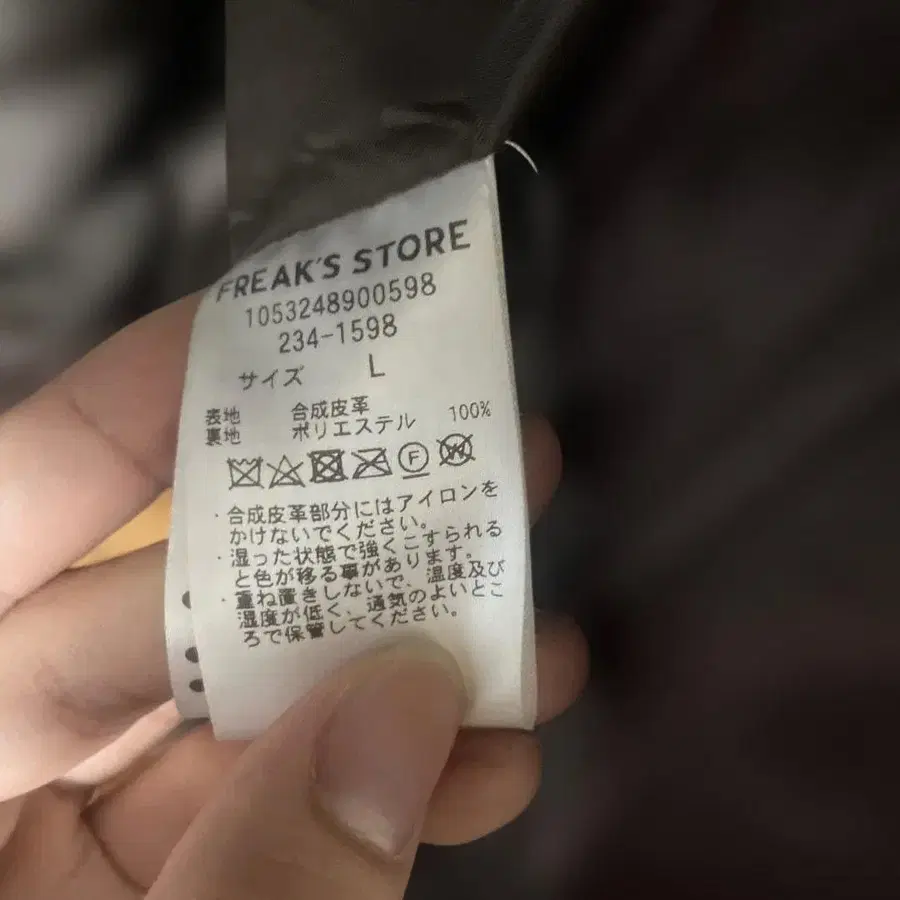 FREAK'S STORE
1053248900598
234-1598
サイズ L
表地 合成皮革
裏地 ポリエステル 100%
F W
・合成皮革部分にはアイロンを
かけないでください。
・湿った状態で強くこすられる
と色が移る事があります。
・重ね置きしないで、温度及び
湿度が低く、通気のよいとこ
ろで保管してください。